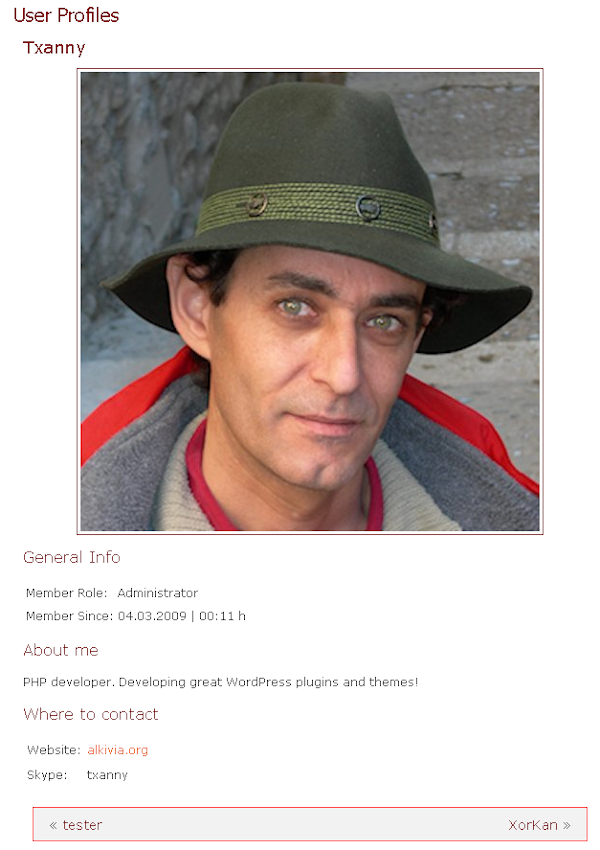 User Profiles
Txanny
General Info
Member Role: Administrator
Member Since: 04.03.2009 | 00:11 h
About me
PHP developer. Developing great WordPress plugins and themes!
Where to contact
Website: alkivia.org
Skype: txanny
« tester XorKan »